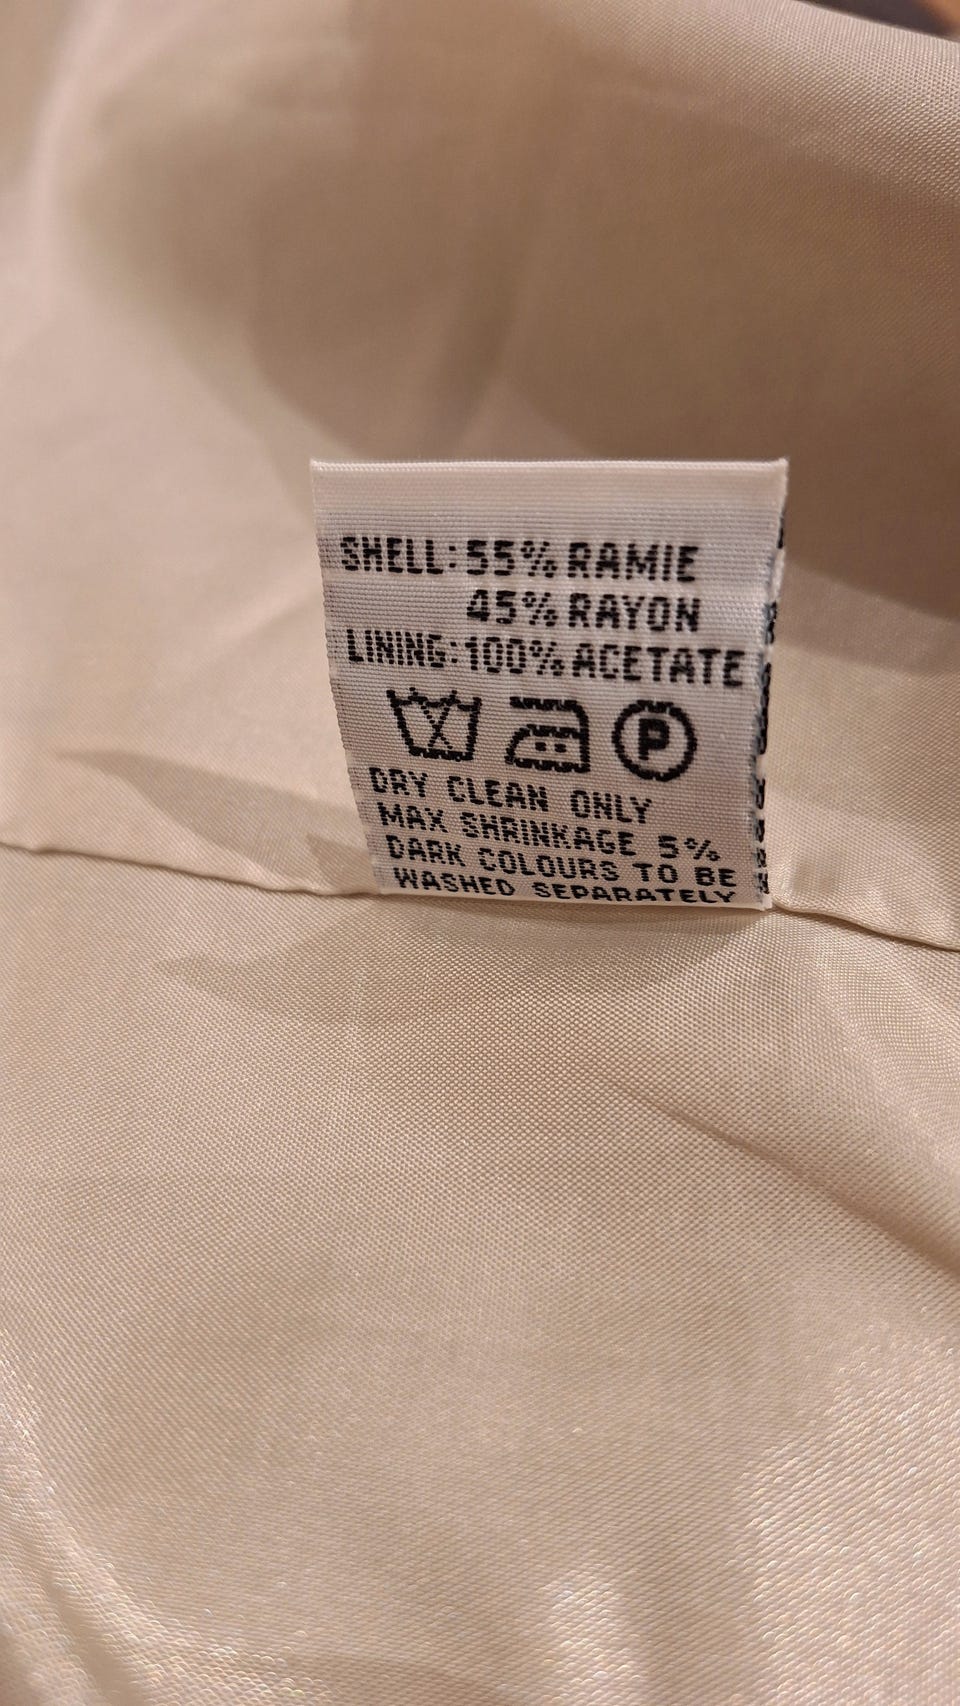 SHELL: 55% RAMIE
45% RAYON
LINING: 100% ACETATE
P
DRY CLEAN ONLY
MAX SHRINKAGE 5%
DARK COLOURS TO BE
WASHED SEPARATELY